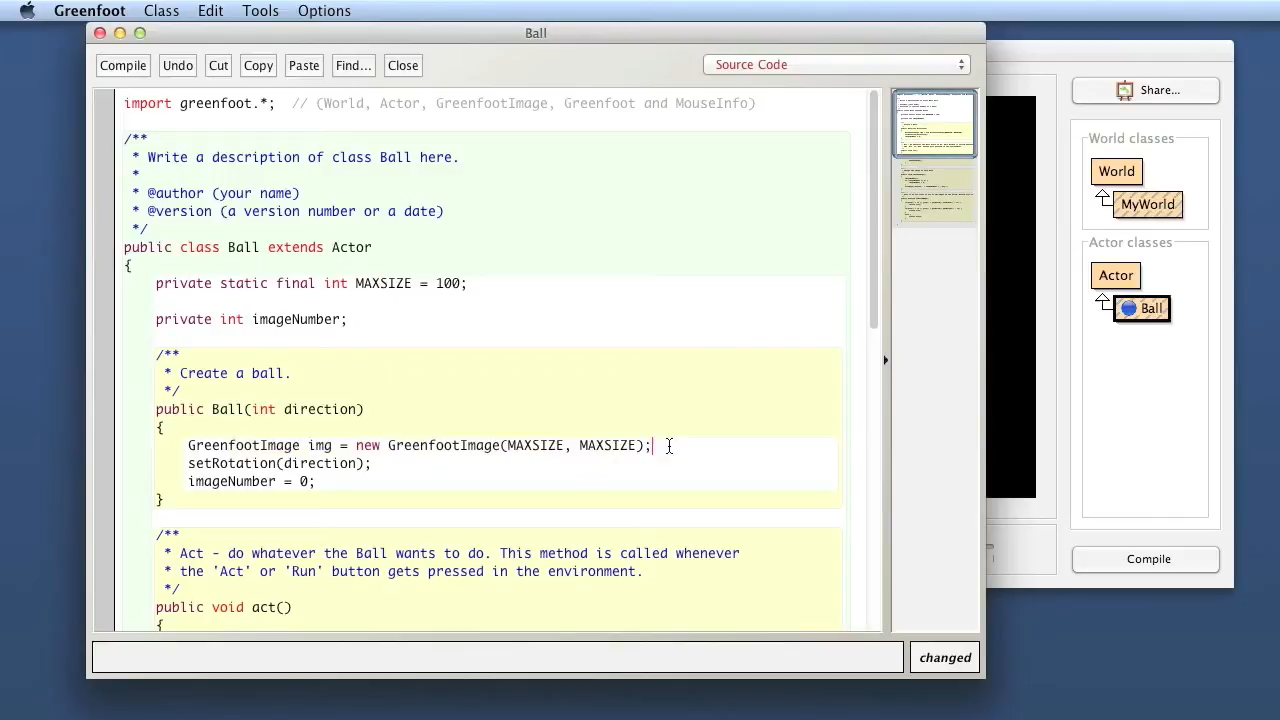 Greenfoot Class Edit Tools Options
Ball
Compile Undo Cut Copy Paste Find... Close Source Code
import greenfoot.*;  // (World, Actor, GreenfootImage, Greenfoot and MouseInfo)
/**
* Write a description of class Ball here.
*
* @author (your name)
* @version (a version number or a date)
*/
public class Ball extends Actor
{
private static final int MAXSIZE = 100;
private int imageNumber;
/**
* Create a ball.
*/
public Ball(int direction)
{
GreenfootImage img = new GreenfootImage(MAXSIZE, MAXSIZE);
setRotation(direction);
imageNumber = 0;
}
/**
* Act - do whatever the Ball wants to do. This method is called whenever
* the 'Act' or 'Run' button gets pressed in the environment.
*/
public void act()
{
changed
Share...
World classes
World
MyWorld
Actor classes
Actor
Ball
Compile